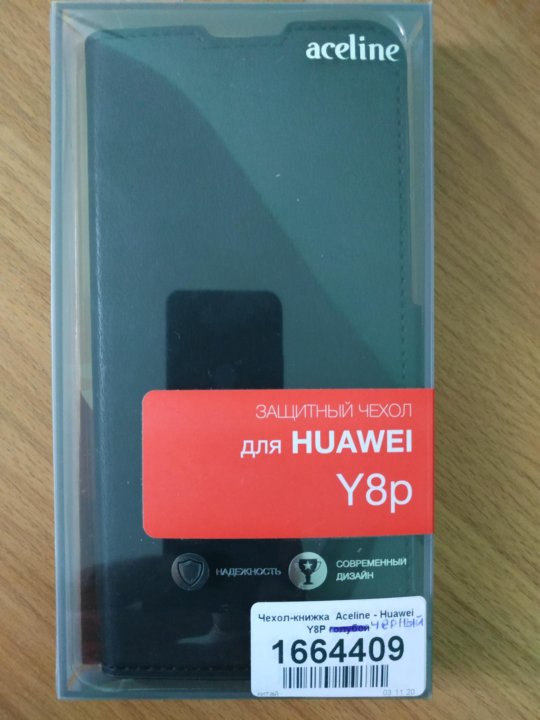 aceline
ЗАЩИТНЫЙ ЧЕХОЛ
для HUAWEI
Y8p
НАДЕЖНОСТЬ
СОВРЕМЕННЫЙ
ДИЗАЙН
Чехол-книжка Aceline - Huawei
Y8P голубой черный
1664409
китай 03.11.20